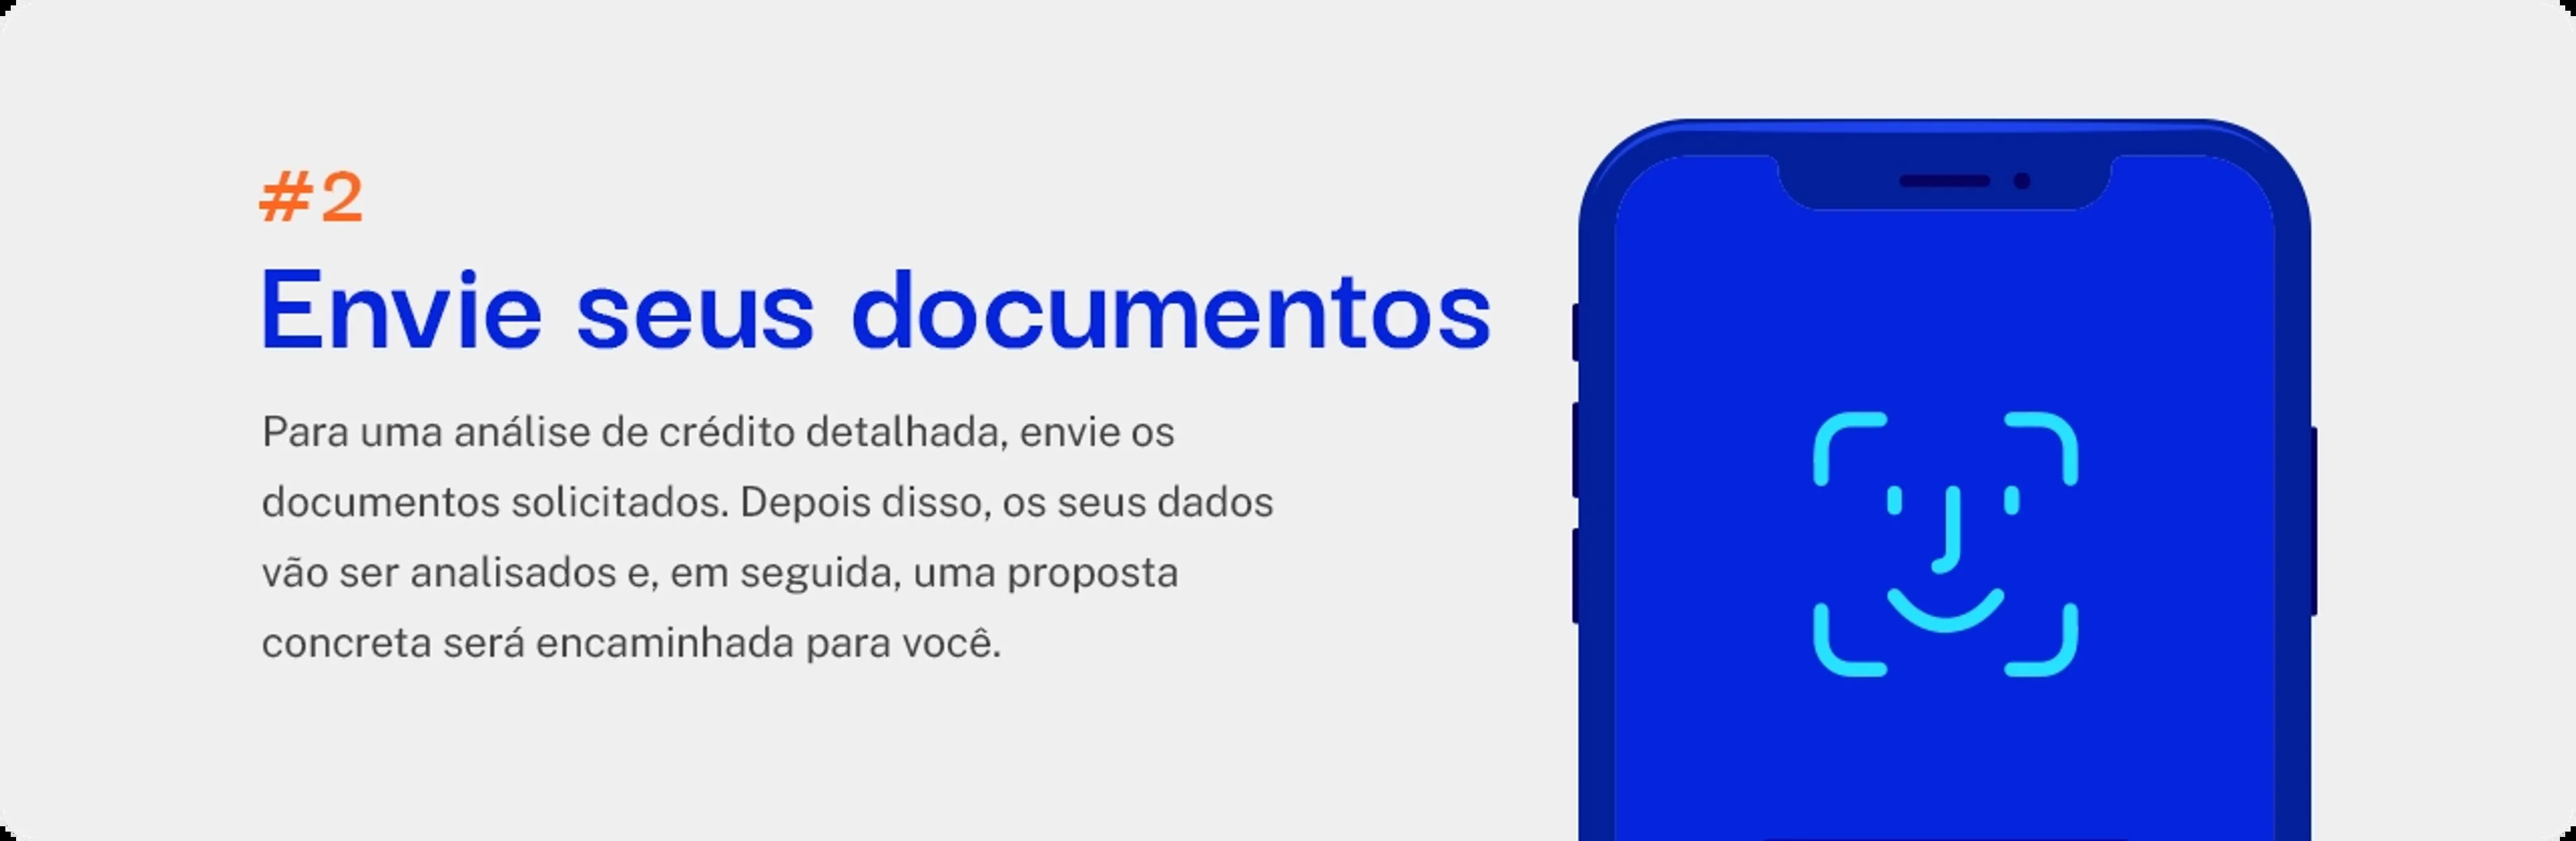 #2
Envie seus documentos
Para uma análise de crédito detalhada, envie os
documentos solicitados. Depois disso, os seus dados
vão ser analisados e, em seguida, uma proposta
concreta será encaminhada para você.